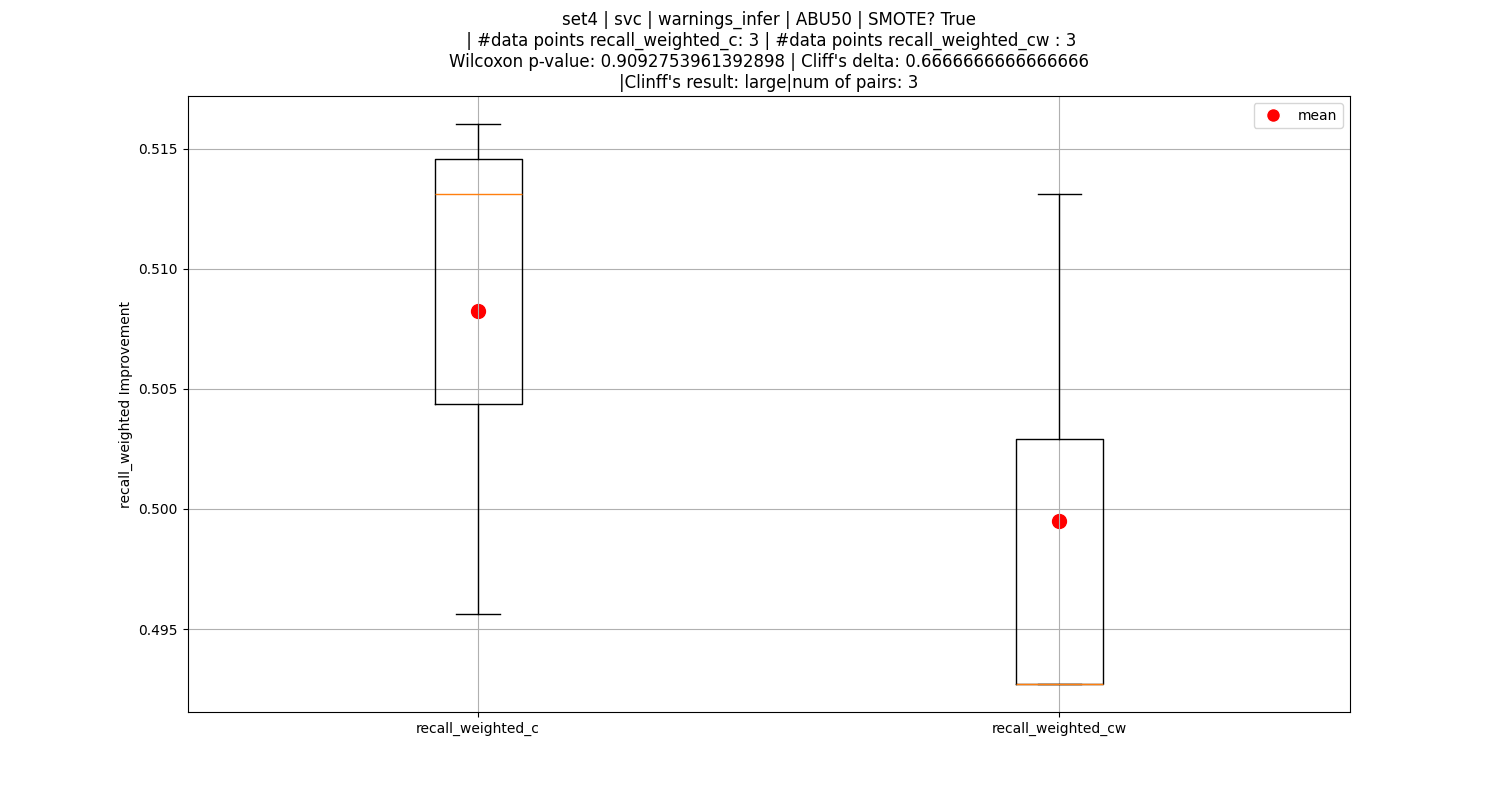 set4 | svc | warnings_infer | ABU50 | SMOTE? True
| #data points recall_weighted_c: 3 | #data points recall_weighted_cw : 3
Wilcoxon p-value: 0.9092753961392898 | Cliff's delta: 0.6666666666666666
|Clinff's result: large|num of pairs: 3
mean
0.515
0.510
0.505
0.500
0.495
recall_weighted Improvement
recall_weighted_c
recall_weighted_cw